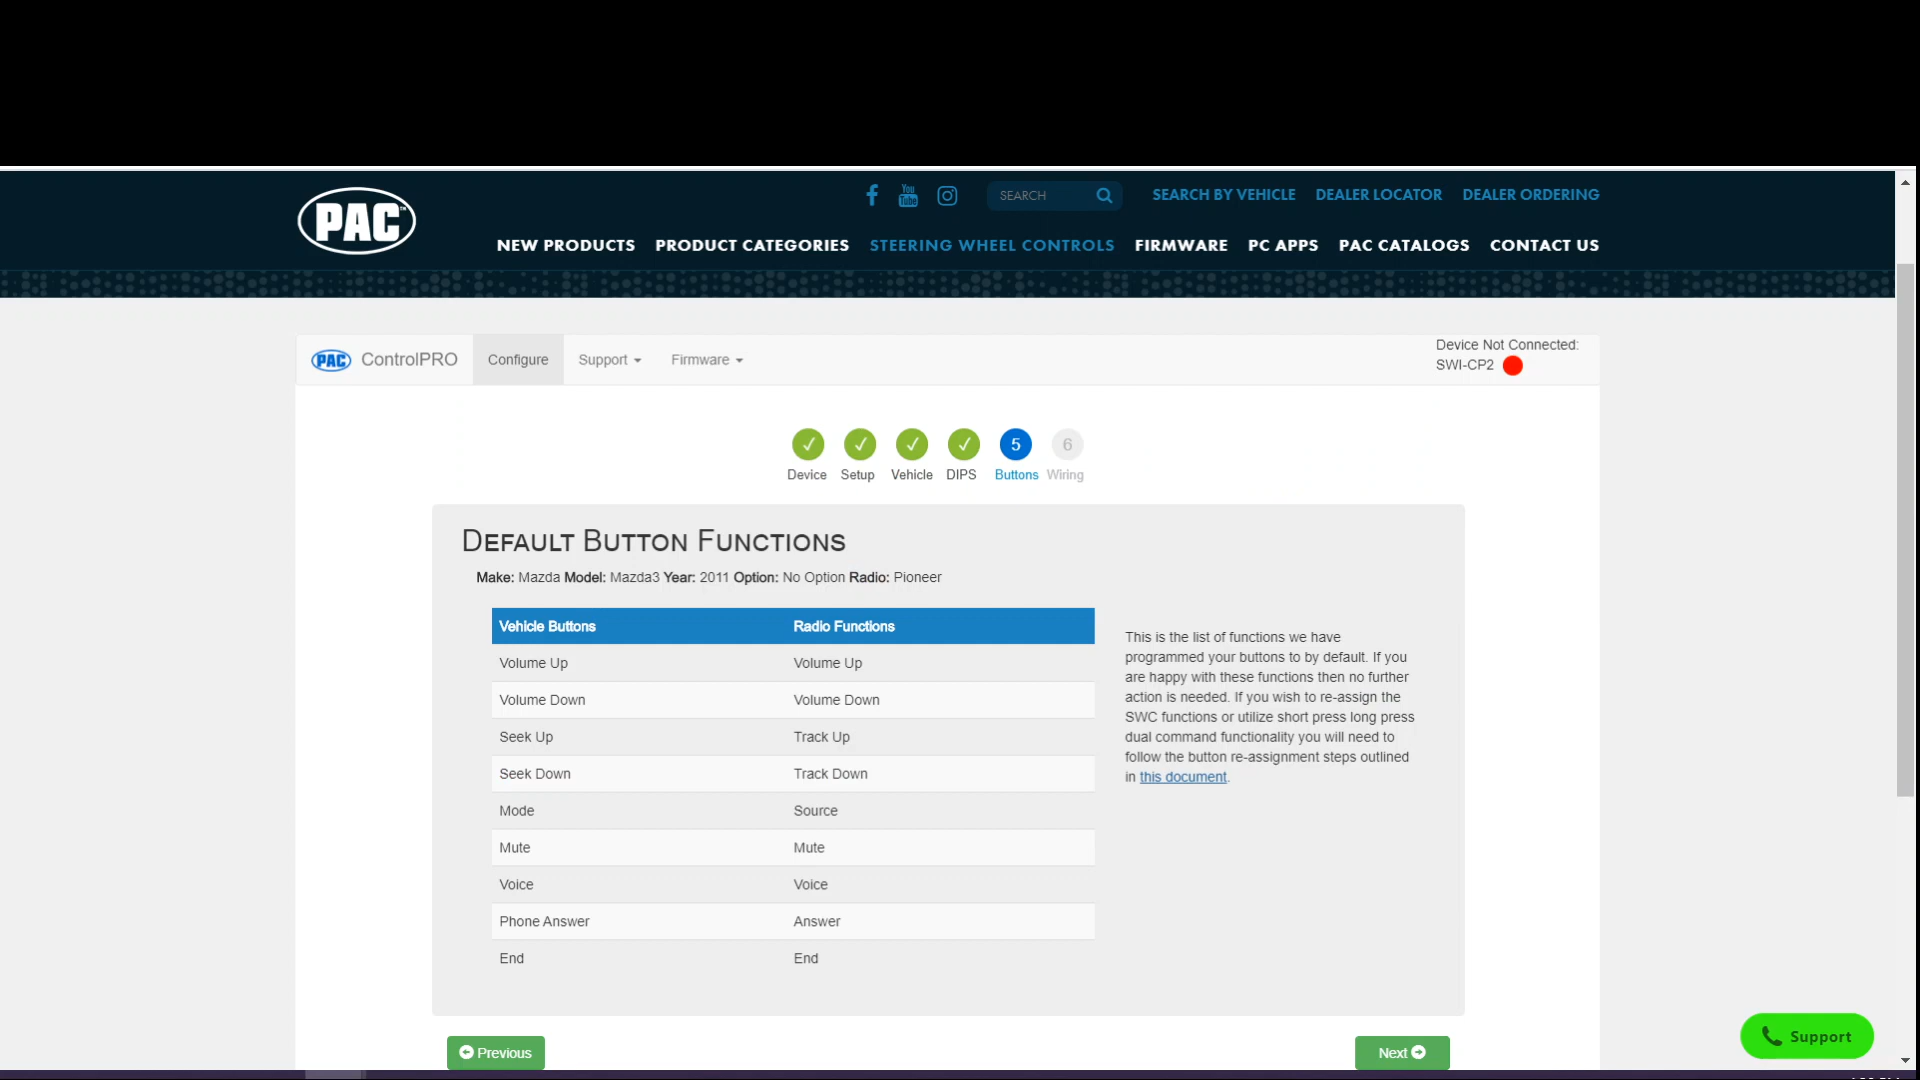 PAC
SEARCH
SEARCH BY VEHICLE
DEALER LOCATOR
DEALER ORDERING
You
Tube
NEW PRODUCTS
PRODUCT CATEGORIES
STEERING WHEEL CONTROLS
FIRMWARE
PC APPS
PAC CATALOGS
CONTACT US
PAC ControlPRO
Configure
Support
Firmware
Device Not Connected:
SWI-CP2
5
6
Device
Setup
Vehicle
DIPS
Buttons
Wiring
DEFAULT BUTTON FUNCTIONS
Make: Mazda Model: Mazda3 Year: 2011 Option: No Option Radio: Pioneer
Vehicle Buttons Radio Functions
Volume Up Volume Up
Volume Down Volume Down
Seek Up Track Up
Seek Down Track Down
Mode Source
Mute Mute
Voice Voice
Phone Answer Answer
End End
This is the list of functions we have
programmed your buttons to by default. If you
are happy with these functions then no further
action is needed. If you wish to re-assign the
SWC functions or utilize short press long press
dual command functionality you will need to
follow the button re-assignment steps outlined
in this document.
Previous
Next
Support